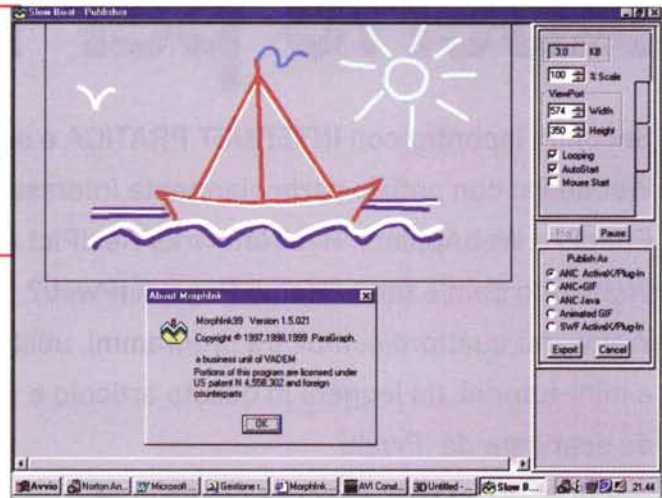 Slow Boat - Publisher
3.0 KB
100 % Scale
ViewPort
574 Width
350 Height
Looping
AutoStart
Mouse Start
Play Pause
Publish As
ANC ActiveX/Plug-In
ANC+GIF
ANC Java
Animated GIF
SWF ActiveX/Plug-In
Export Cancel
About MorphInk
MorphInk99 Version 1.5.021
Copyright © 1997,1998,1999 ParaGraph
a business unit of VADEM
Portions of this program are licensed under
US patent N 4,558,302 and foreign
counterparts
OK
Avvio Norton An... Microsoft ... Gestione r... MorphInk ... AVI Const... 3D Untitled - ... Slow B... 21.44